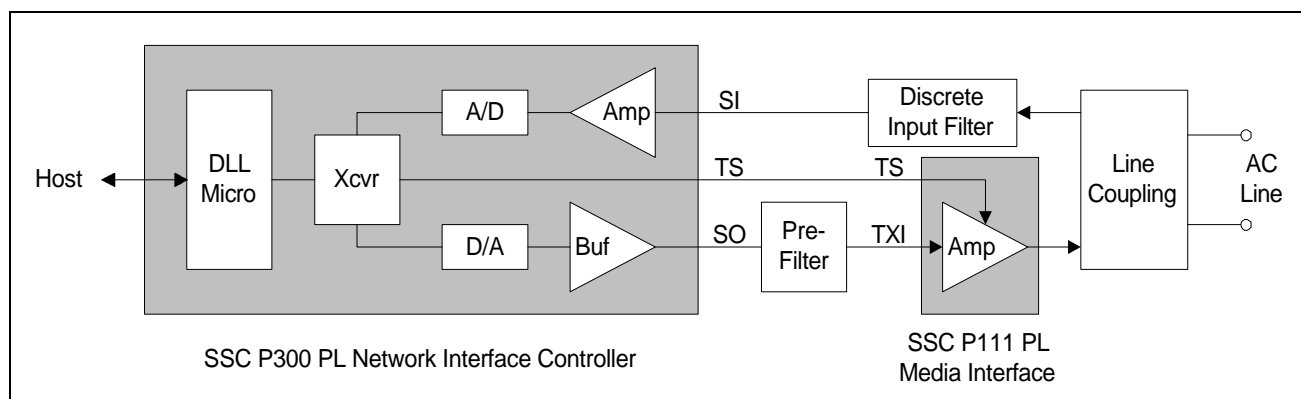 A/D
Amp
SI
Discrete
Input Filter
Host
DLL
Micro
Xcvr
TS
TS
Line
Coupling
AC
Line
D/A
Buf
SO
Pre-
Filter
TXI
Amp
SSC P300 PL Network Interface Controller
SSC P111 PL
Media Interface